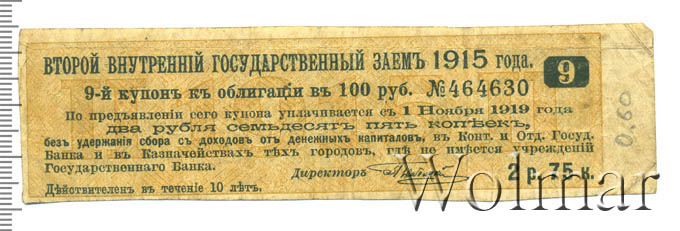 ВТОРОЙ ВНУТРЕННІЙ ГОСУДАРСТВЕННЫЙ ЗАЕМЪ 1915 года.
9
9-й купонъ къ облигаціи въ 100 руб. №464630
По предъявленіи сего купона уплачивается съ 1 Ноября 1919 года
два рубля семьдесятъ пять копѣекъ,
безъ удержанія сбора съ доходовъ отъ денежныхъ капиталовъ, въ Конт. и Отд. Госуд.
Банка и въ Казначействахъ тѣхъ городовъ, гдѣ не имѣется учрежденій
Государственнаго Банка.
Директоръ
2 р. 75 к.
Дѣйствителенъ въ теченіе 10 лѣтъ.
0.60
Wolmar